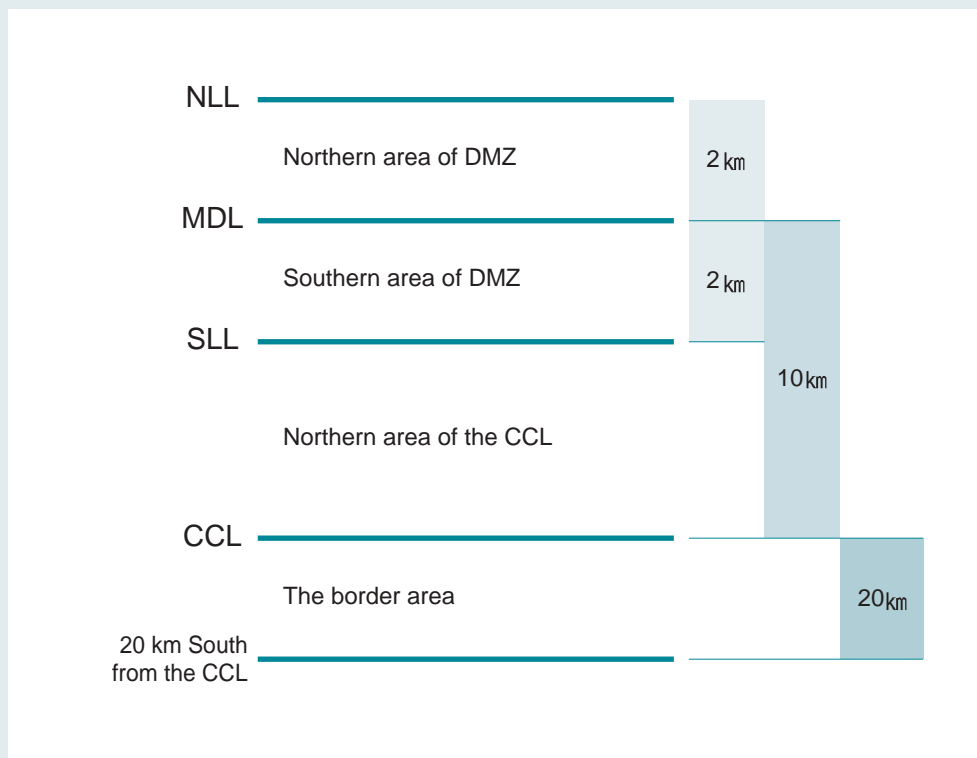 NLL
Northern area of DMZ
2㎞
MDL
Southern area of DMZ
2㎞
SLL
10㎞
Northern area of the CCL
CCL
The border area
20㎞
20 km South
from the CCL